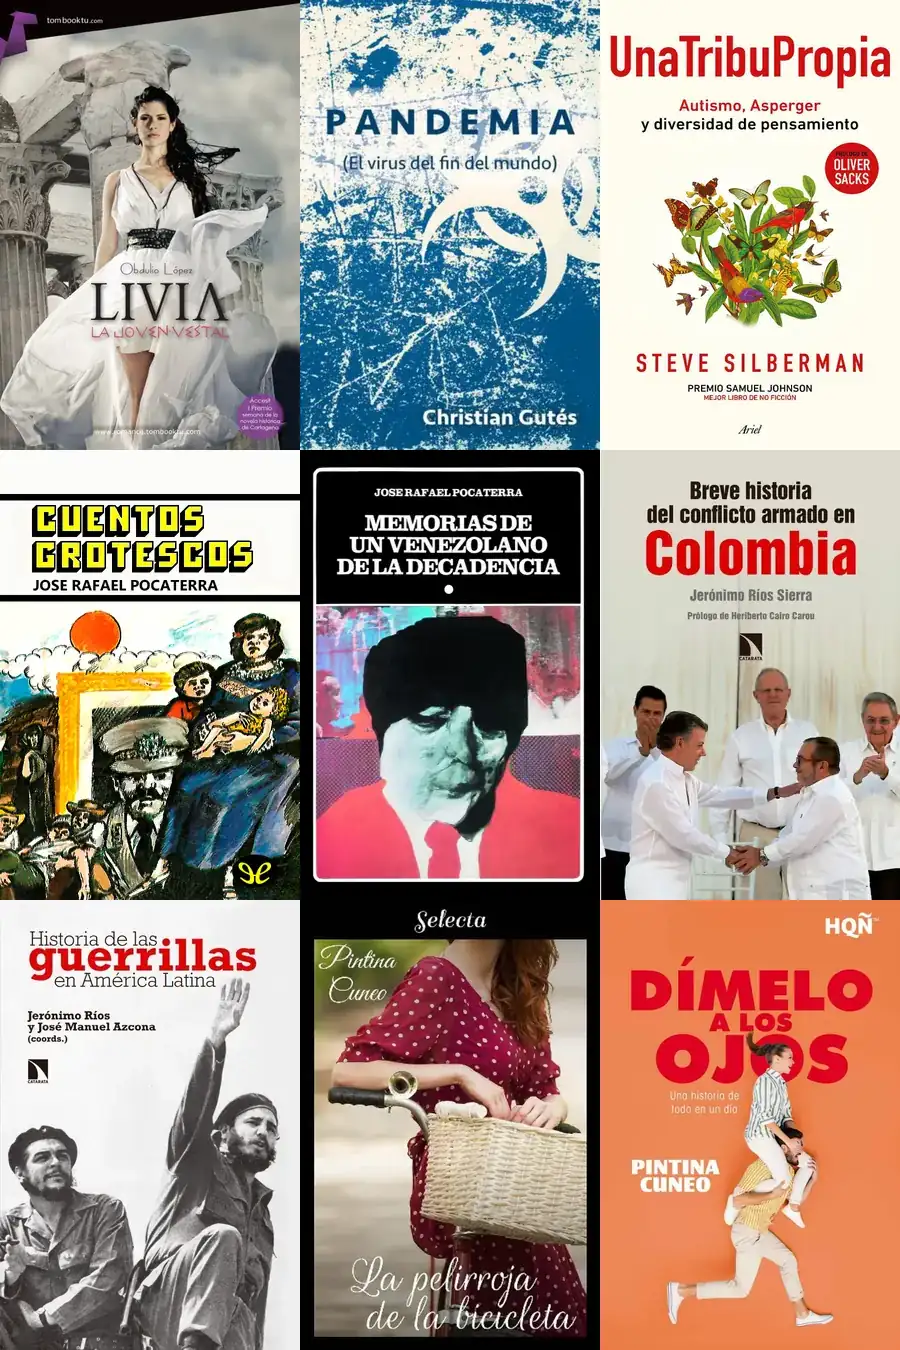 tombooktu.com
Obdulio López
LIVIA
LA JOVEN VESTAL
Accesit
I Premio
semana de la
novela histórica
de Cartagena
www.romanos.tombooktu.com
PANDEMIA
(El virus del fin del mundo)
Christian Gutés
UnaTribuPropia
Autismo, Asperger
y diversidad de pensamiento
PRÓLOGO DE
OLIVER
SACKS
STEVE SILBERMAN
PREMIO SAMUEL JOHNSON
MEJOR LIBRO DE NO FICCIÓN
Ariel
CUENTOS
GROTESCOS
JOSE RAFAEL POCATERRA
JOSE RAFAEL POCATERRA
MEMORIAS DE
UN VENEZOLANO
DE LA DECADENCIA
Breve historia
del conflicto armado en
Colombia
Jerónimo Ríos Sierra
Prólogo de Heriberto Cairo Carou
CATARATA
Historia de las
guerrillas
en América Latina
Jerónimo Ríos
y José Manuel Azcona
(coords.)
CATARATA
Selecta
Pintina
Cuneo
La pelirroja
de la bicicleta
HQÑ
DÍMELO
A LOS
OJOS
Una historia de
todo en un día
PINTINA
CUNEO